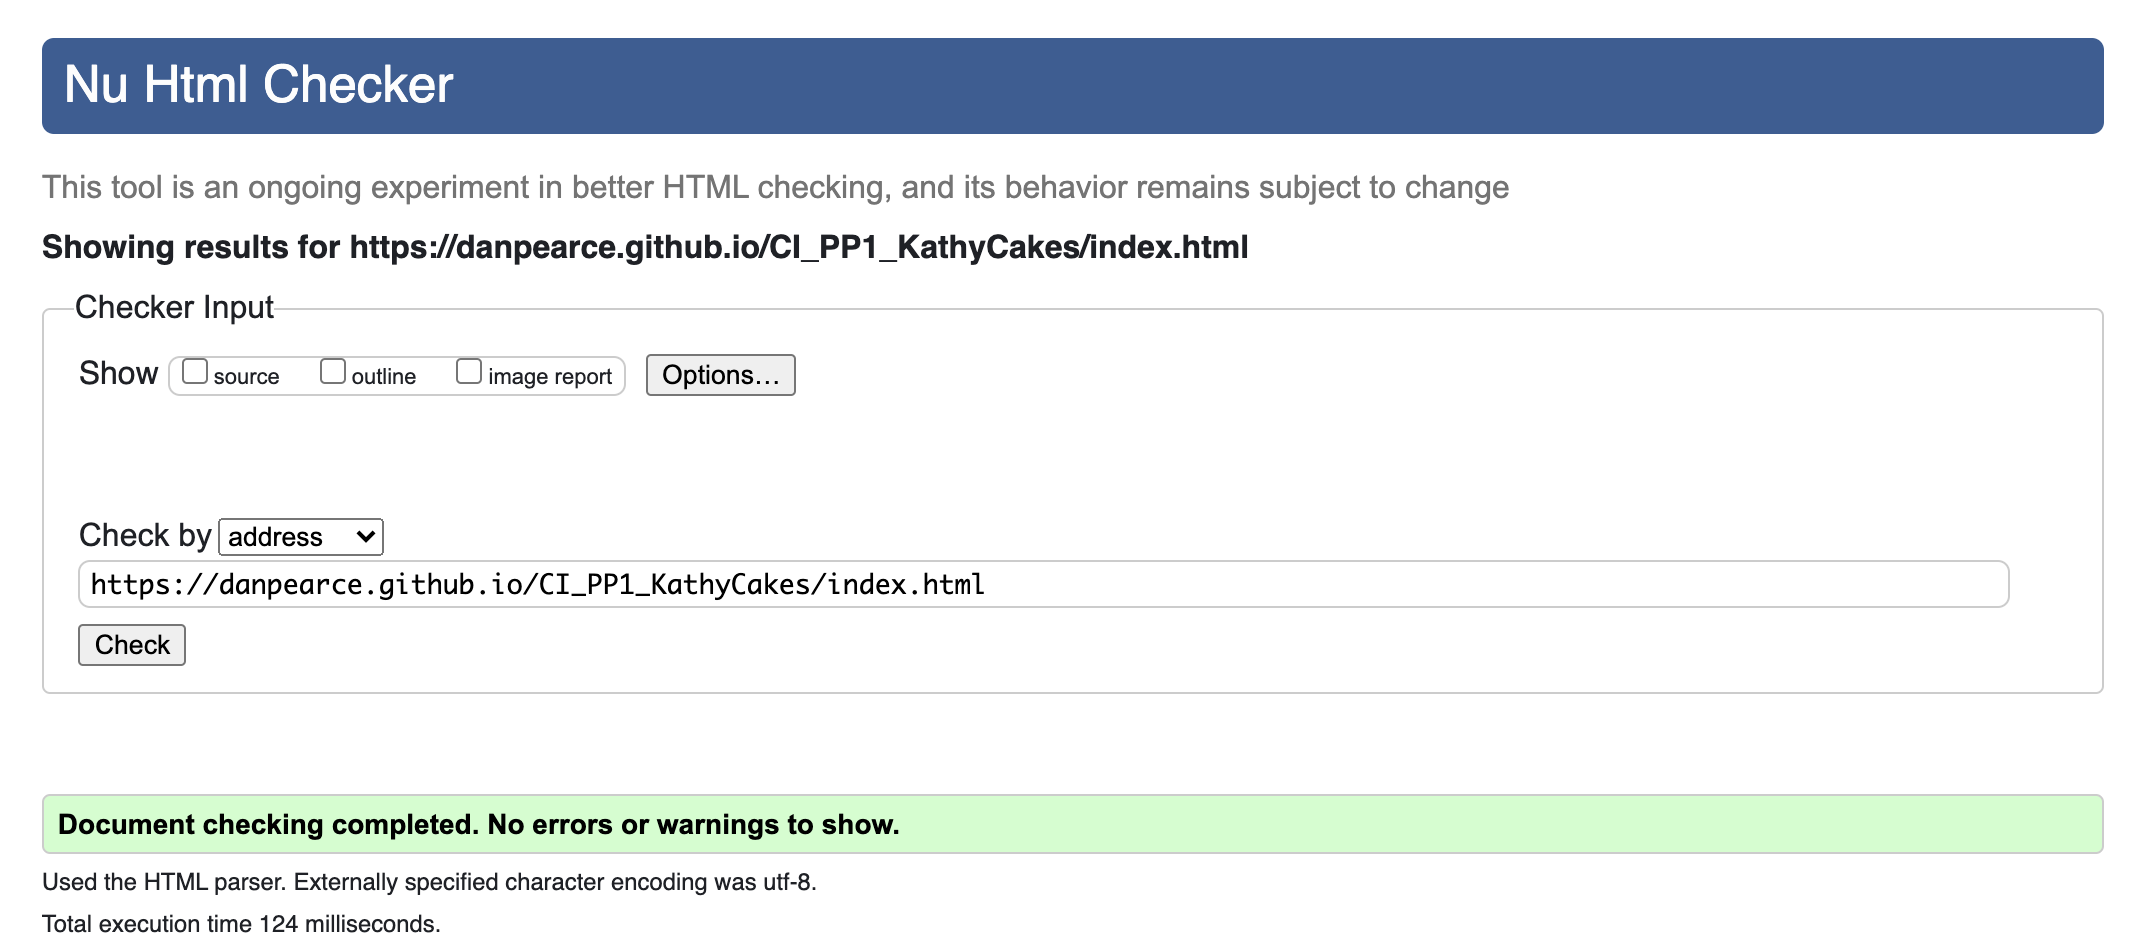 Nu Html Checker
This tool is an ongoing experiment in better HTML checking, and its behavior remains subject to change
Showing results for https://danpearce.github.io/CI_PP1_KathyCakes/index.html
Checker Input
Show source outline image report Options...
Check by address
https://danpearce.github.io/CI_PP1_KathyCakes/index.html
Check
Document checking completed. No errors or warnings to show.
Used the HTML parser. Externally specified character encoding was utf-8.
Total execution time 124 milliseconds.